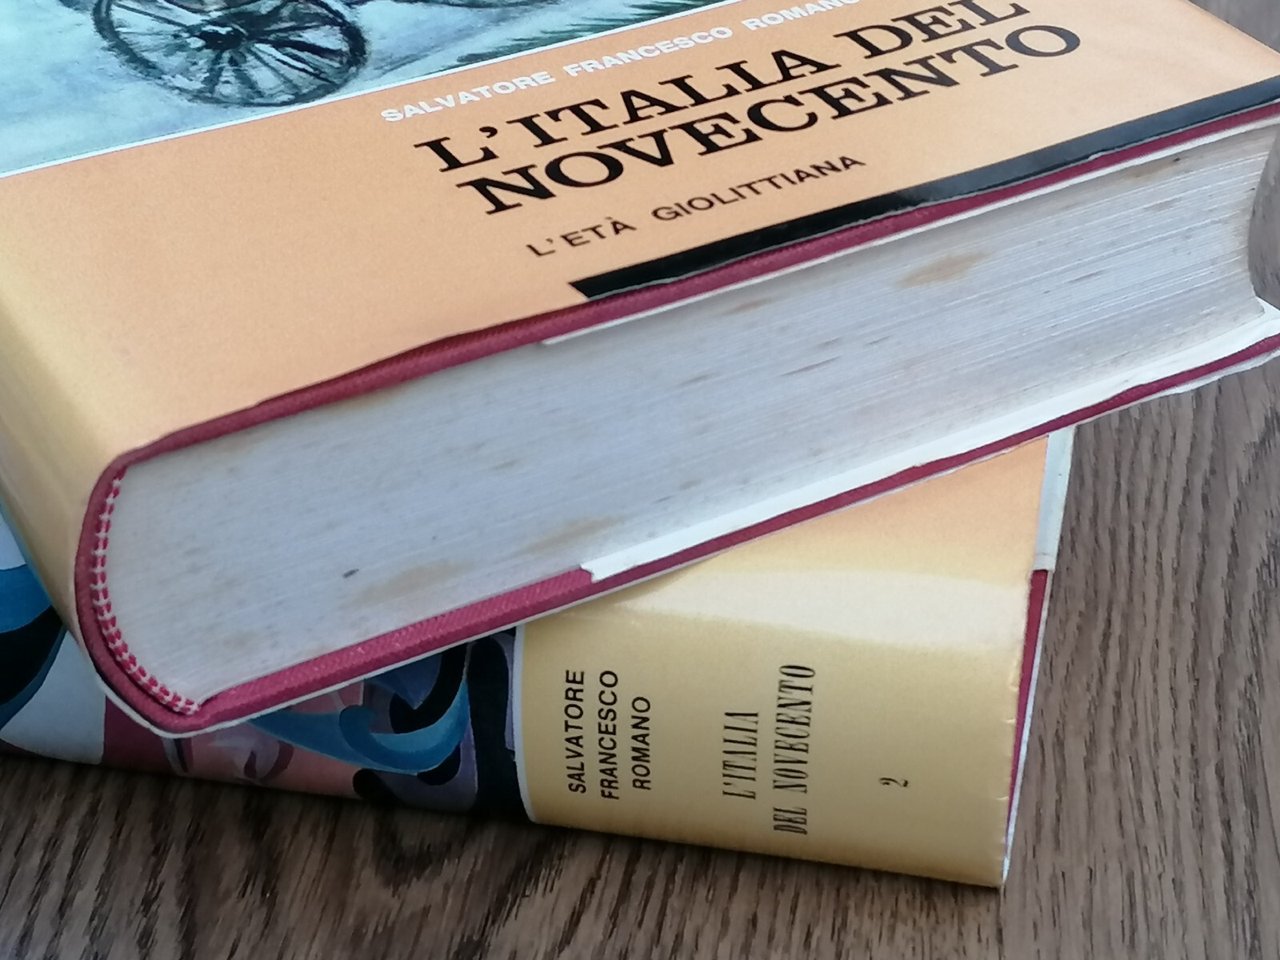 SALVATORE FRANCESCO ROMANO
L'ITALIA DEL
NOVECENTO
L'ETÀ GIOLITTIANA
SALVATORE
FRANCESCO
ROMANO
L'ITALIA
DEL NOVECENTO
2